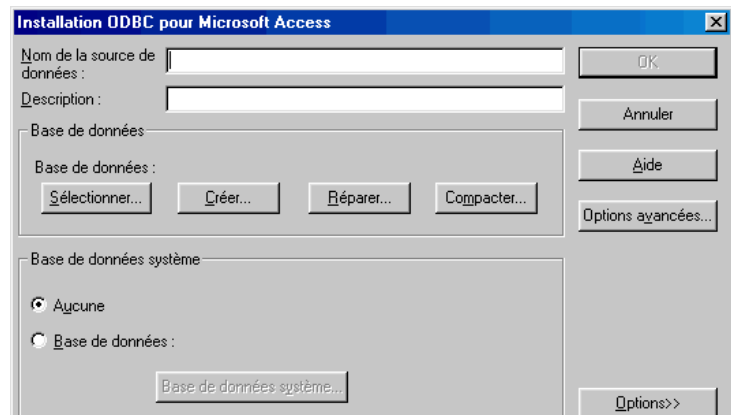 Installation ODBC pour Microsoft Access
Nom de la source de
données :
OK
Description :
Annuler
Base de données
Base de données :
Aide
Sélectionner... Créer... Réparer... Compacter...
Options avancées...
Base de données système
Aucune
Base de données :
Base de données système...
Options>>